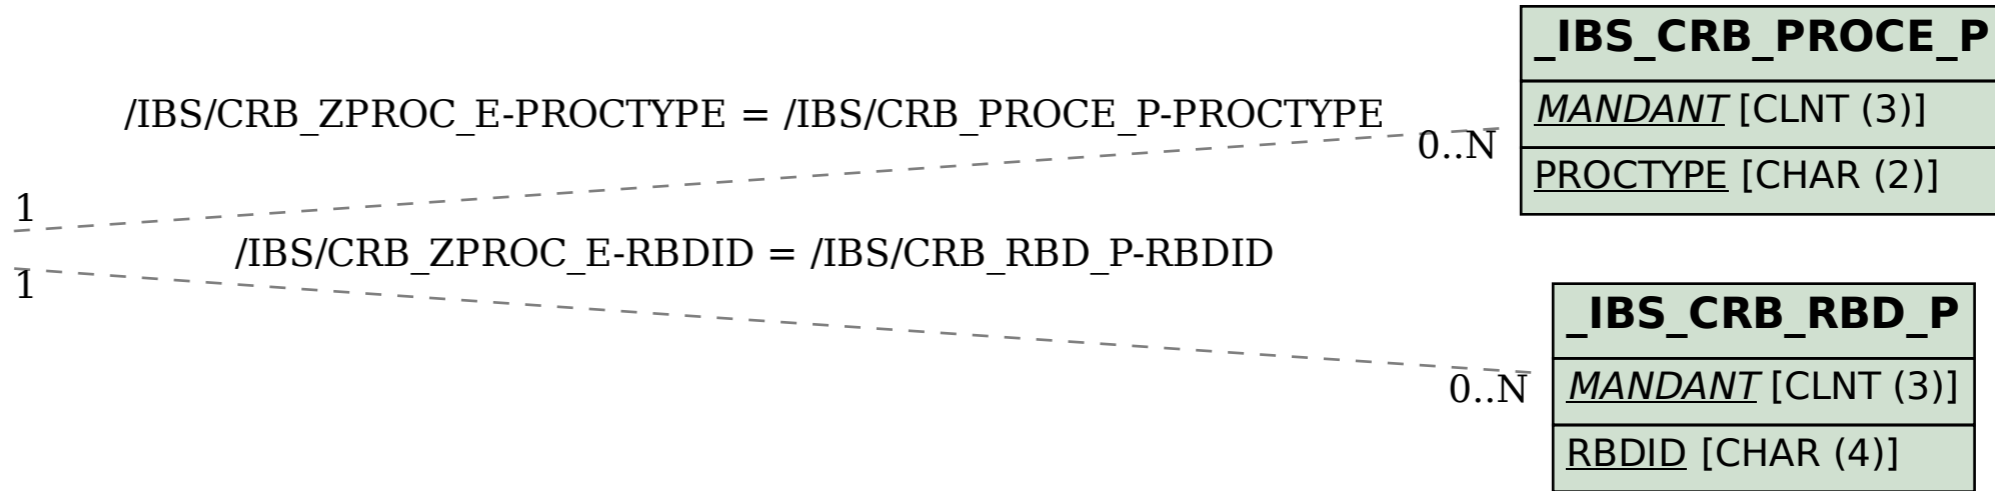 _IBS_CRB_PROCE_P
MANDANT [CLNT (3)]
PROCTYPE [CHAR (2)]
/IBS/CRB_ZPROC_E-PROCTYPE = /IBS/CRB_PROCE_P-PROCTYPE
0..N
1
/IBS/CRB_ZPROC_E-RBDID = /IBS/CRB_RBD_P-RBDID
1
0..N
_IBS_CRB_RBD_P
MANDANT [CLNT (3)]
RBDID [CHAR (4)]